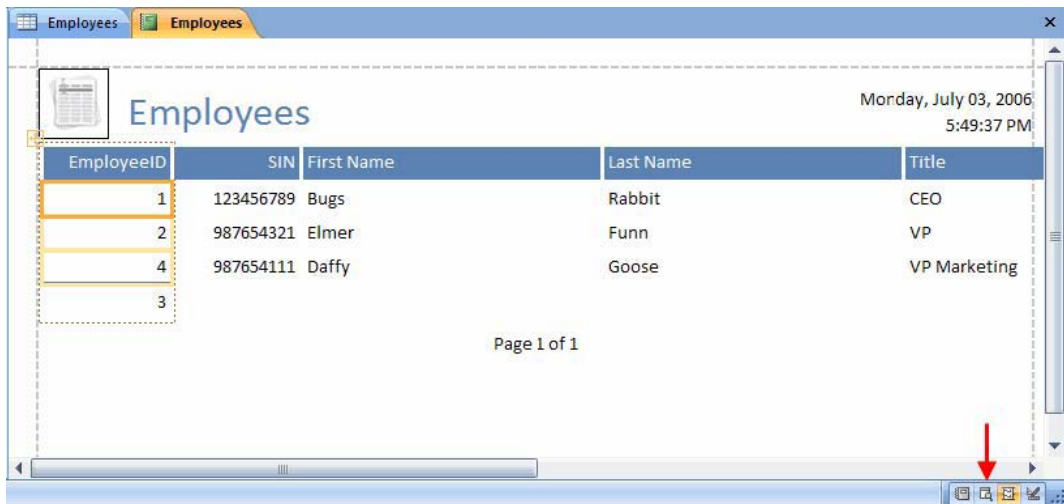 Employees Employees
Employees
Monday, July 03, 2006
5:49:37 PM
EmployeeID SIN First Name Last Name Title
1 123456789 Bugs Rabbit CEO
2 987654321 Elmer Funn VP
4 987654111 Daffy Goose VP Marketing
3
Page 1 of 1